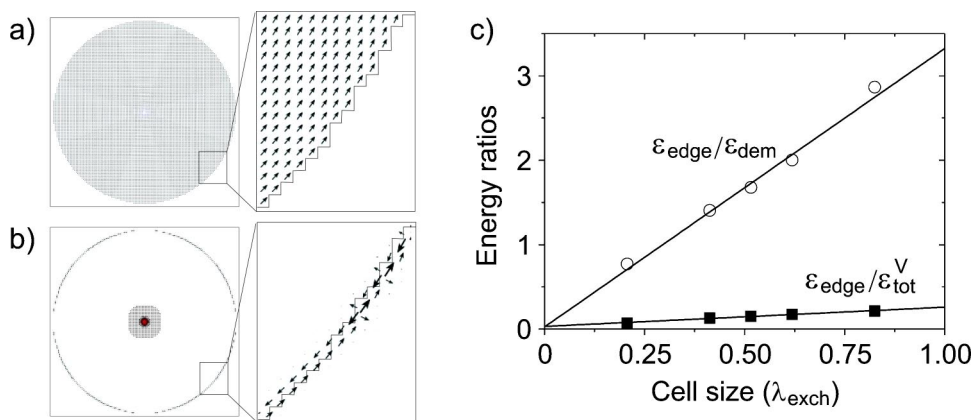 a)
b)
c)
Energy ratios
4
3
2
1
0
ε_edge/ε_dem
ε_edge/ε^V_tot
0 0.25 0.50 0.75 1.00
Cell size (λ_exch)